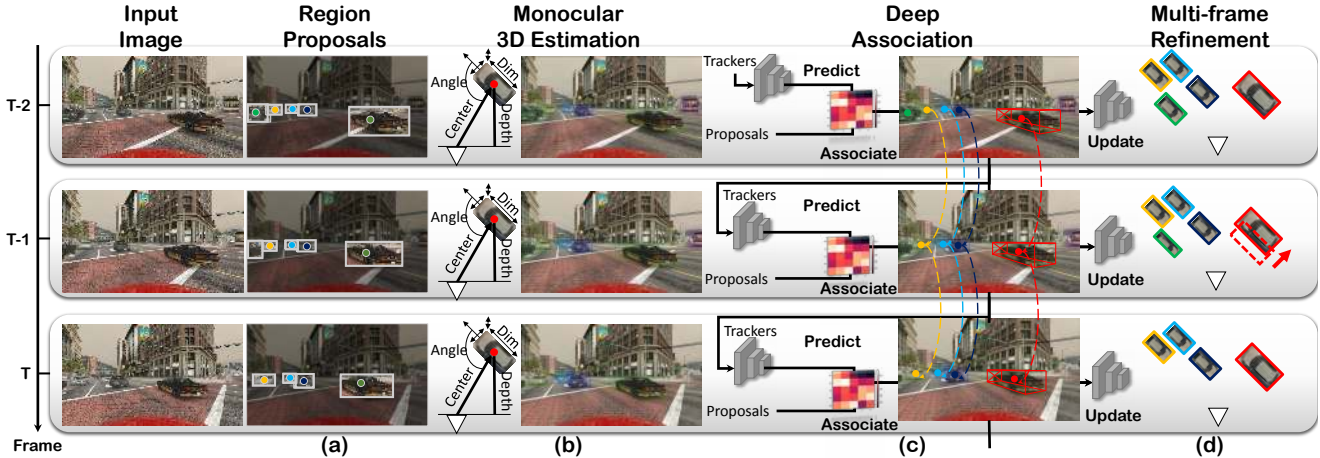 Input Image
Region Proposals
Monocular 3D Estimation
Deep Association
Multi-frame Refinement
T-2
Angle
Dim
Center
Depth
Trackers
Predict
Proposals
Associate
Update
T-1
Angle
Dim
Center
Depth
Trackers
Predict
Proposals
Associate
Update
T
Angle
Dim
Center
Depth
Trackers
Predict
Proposals
Associate
Update
Frame
(a)
(b)
(c)
(d)